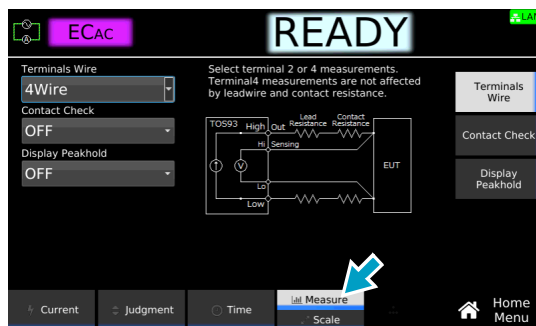 ECAC
READY
LAN
Terminals Wire
4Wire
Contact Check
OFF
Display Peakhold
OFF
Select terminal 2 or 4 measurements.
Terminal4 measurements are not affected
by leadwire and contact resistance.
TOS93
High
Out
Lead
Resistance
Contact
Resistance
Hi
Sensing
V
EUT
Lo
Low
Terminals
Wire
Contact Check
Display
Peakhold
Current
Judgment
Time
Measure
Scale
Home
Menu